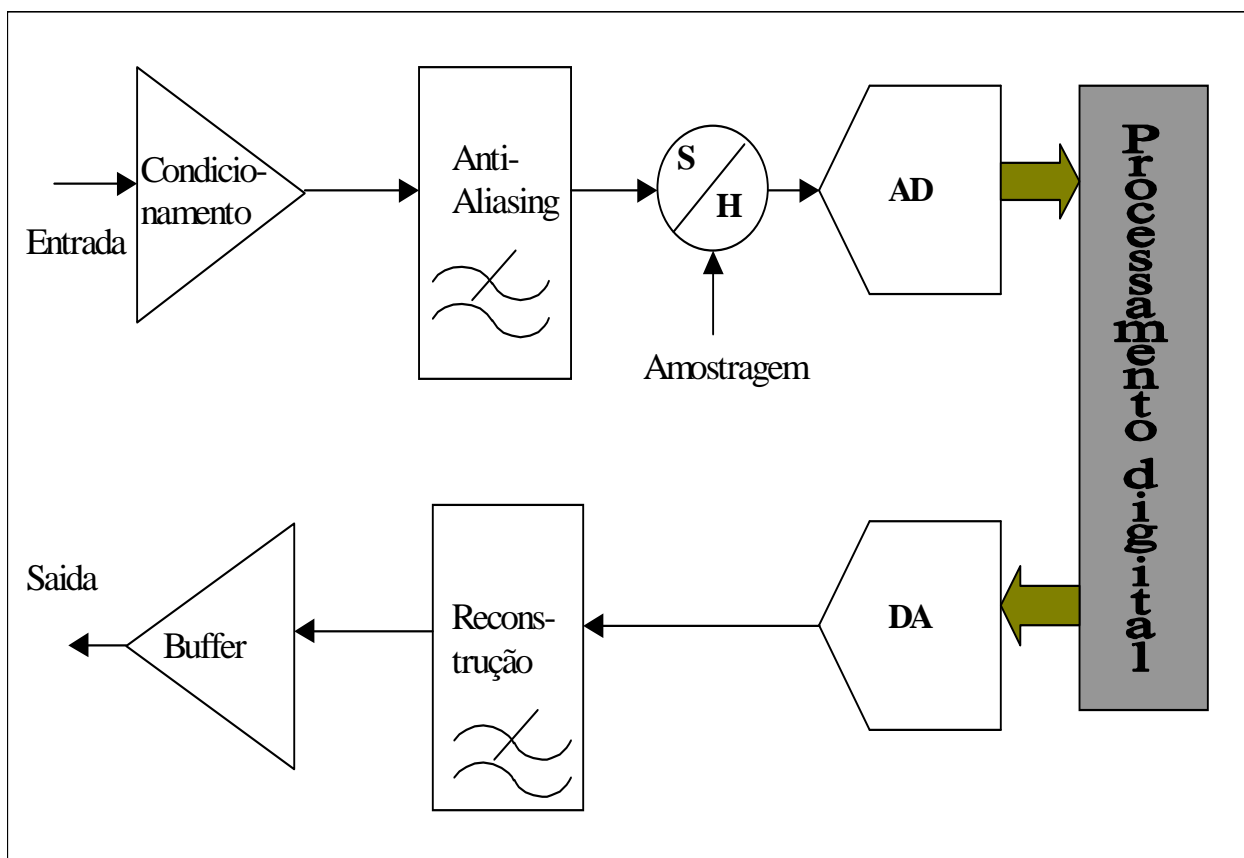 Condicio-
namento
Entrada
Anti-
Aliasing
S
H
Amostragem
AD
Processamento digital
Saida
Buffer
Recons-
trução
DA